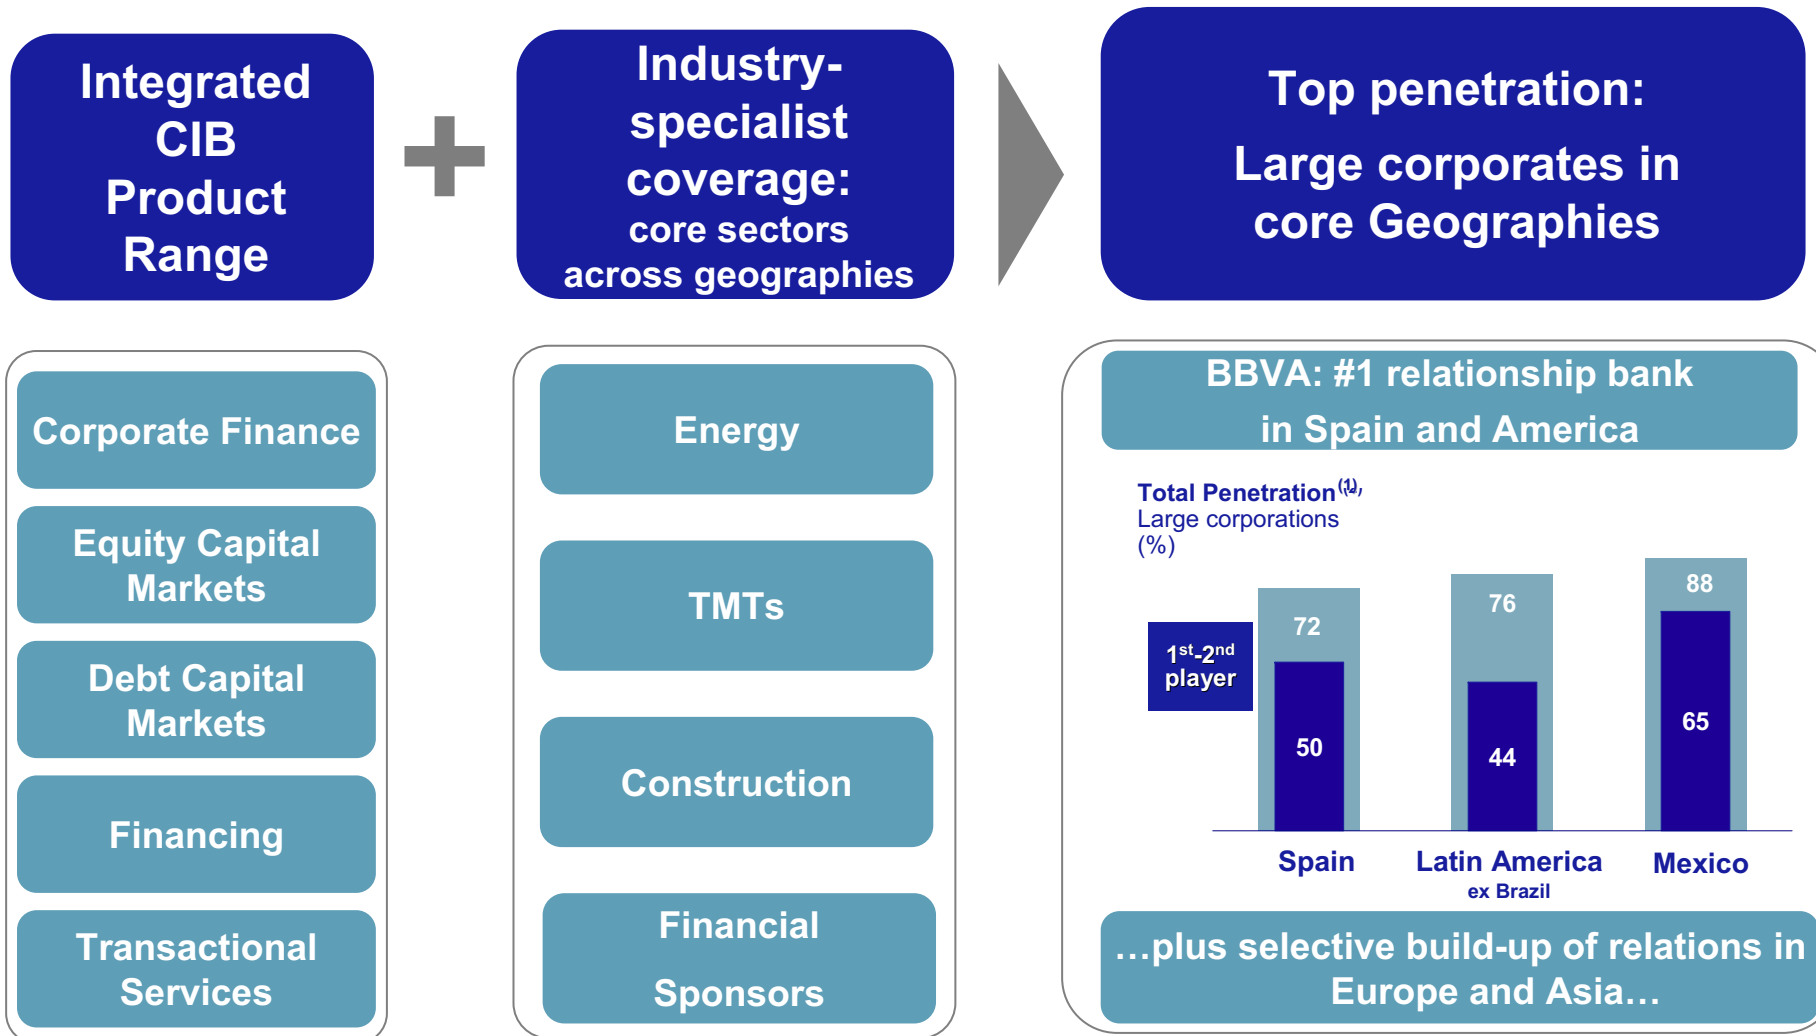 Integrated
CIB
Product
Range
Industry-
specialist
coverage:
core sectors
across geographies
Top penetration:
Large corporates in
core Geographies
Corporate Finance
Equity Capital
Markets
Debt Capital
Markets
Financing
Transactional
Services
Energy
TMTs
Construction
Financial
Sponsors
BBVA: #1 relationship bank
in Spain and America
Total Penetration
Large corporations
(%)
1st-2nd
player
72
50
76
44
88
65
Spain
Latin America
ex Brazil
Mexico
…plus selective build-up of relations in
Europe and Asia…